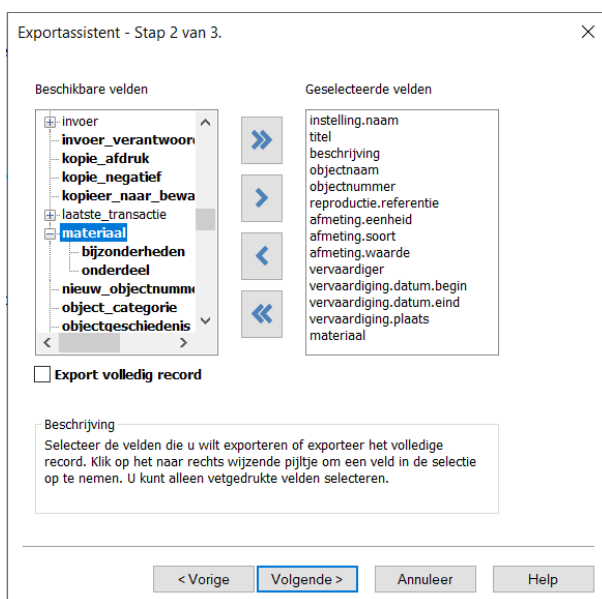 Exportassistent - Stap 2 van 3.
Beschikbare velden
Geselecteerde velden
invoer
invoer_verantwoor
kopie_afdruk
kopie_negatief
kopieer_naar_bewa
laatste_transactie
materiaal
bijzonderheden
onderdeel
nieuw_objectnumme
object_categorie
objectgeschiedenis
instelling.naam
titel
beschrijving
objectnaam
objectnummer
reproductie.referentie
afmeting.eenheid
afmeting.soort
afmeting.waarde
vervaardiger
vervaardiging.datum.begin
vervaardiging.datum.eind
vervaardiging.plaats
materiaal
Export volledig record
Beschrijving
Selecteer de velden die u wilt exporteren of exporteer het volledige
record. Klik op het naar rechts wijzende pijltje om een veld in de selectie
op te nemen. U kunt alleen vetgedrukte velden selecteren.
< Vorige
Volgende >
Annuleer
Help